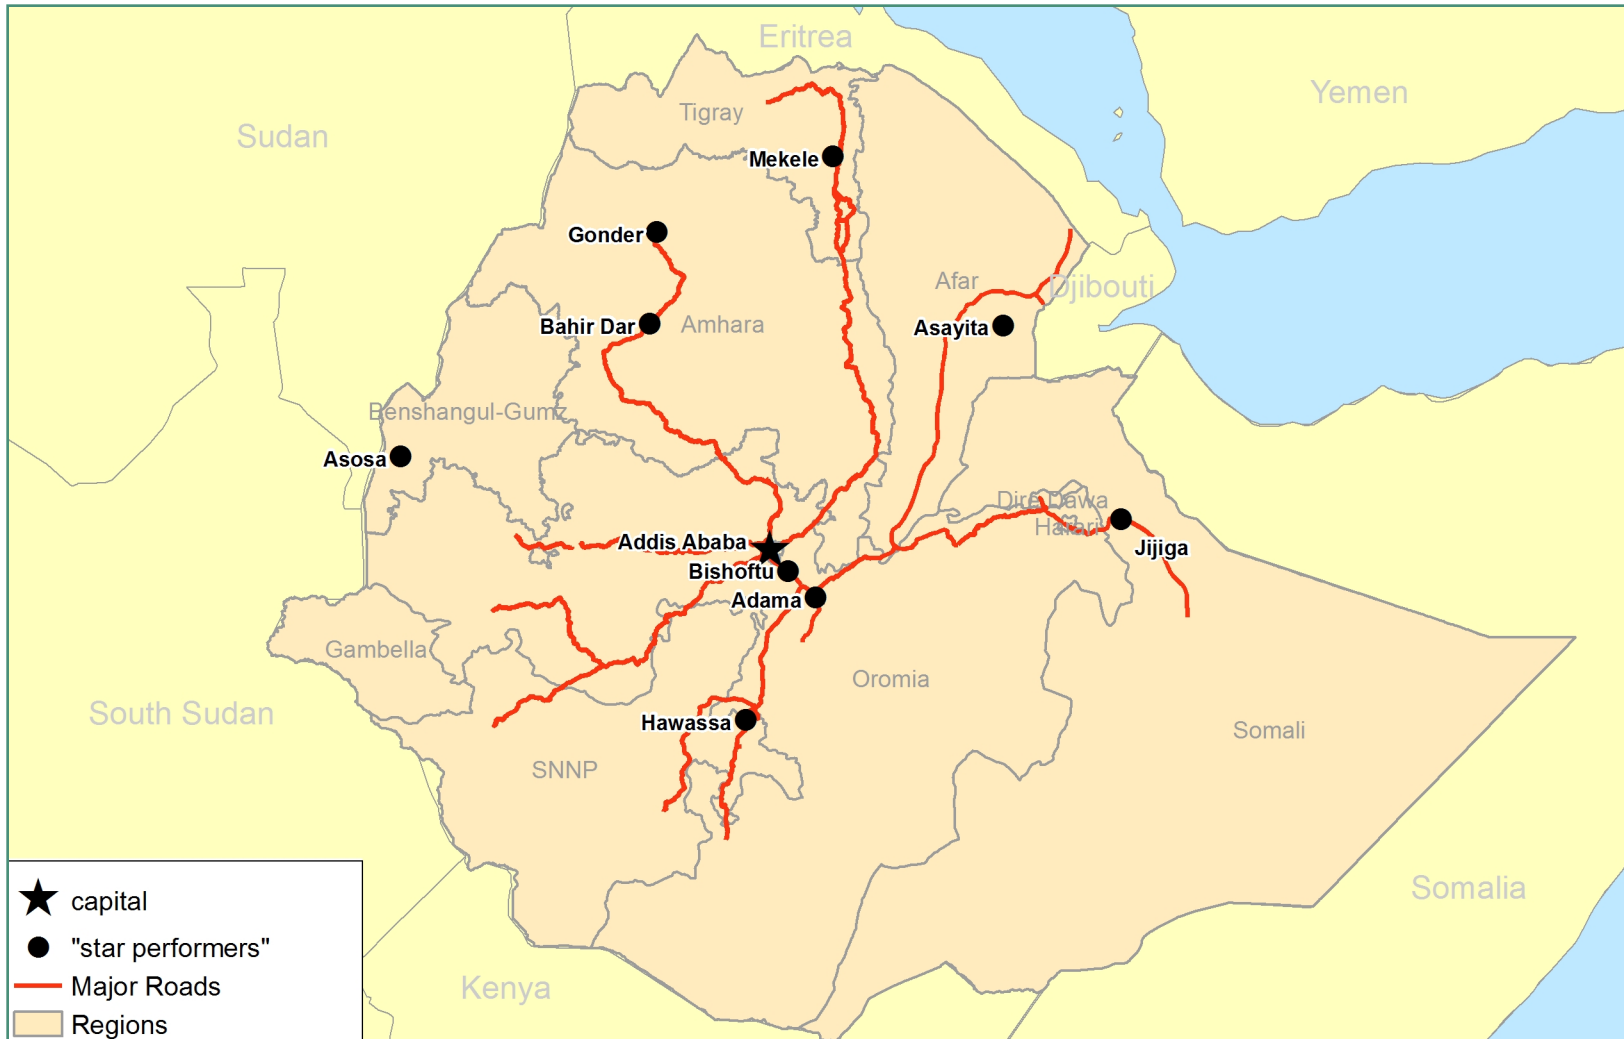 Eritrea
Yemen
Sudan
Tigray
Mekele
Gonder
Afar
Djibouti
Bahir Dar
Amhara
Asayita
Benshangul-Gumz
Asosa
Dire Dawa
Harari
Addis Ababa
Jijiga
Bishoftu
Adama
Gambella
Oromia
South Sudan
Hawassa
Somali
SNNP
Somalia
Kenya
capital
"star performers"
Major Roads
Regions